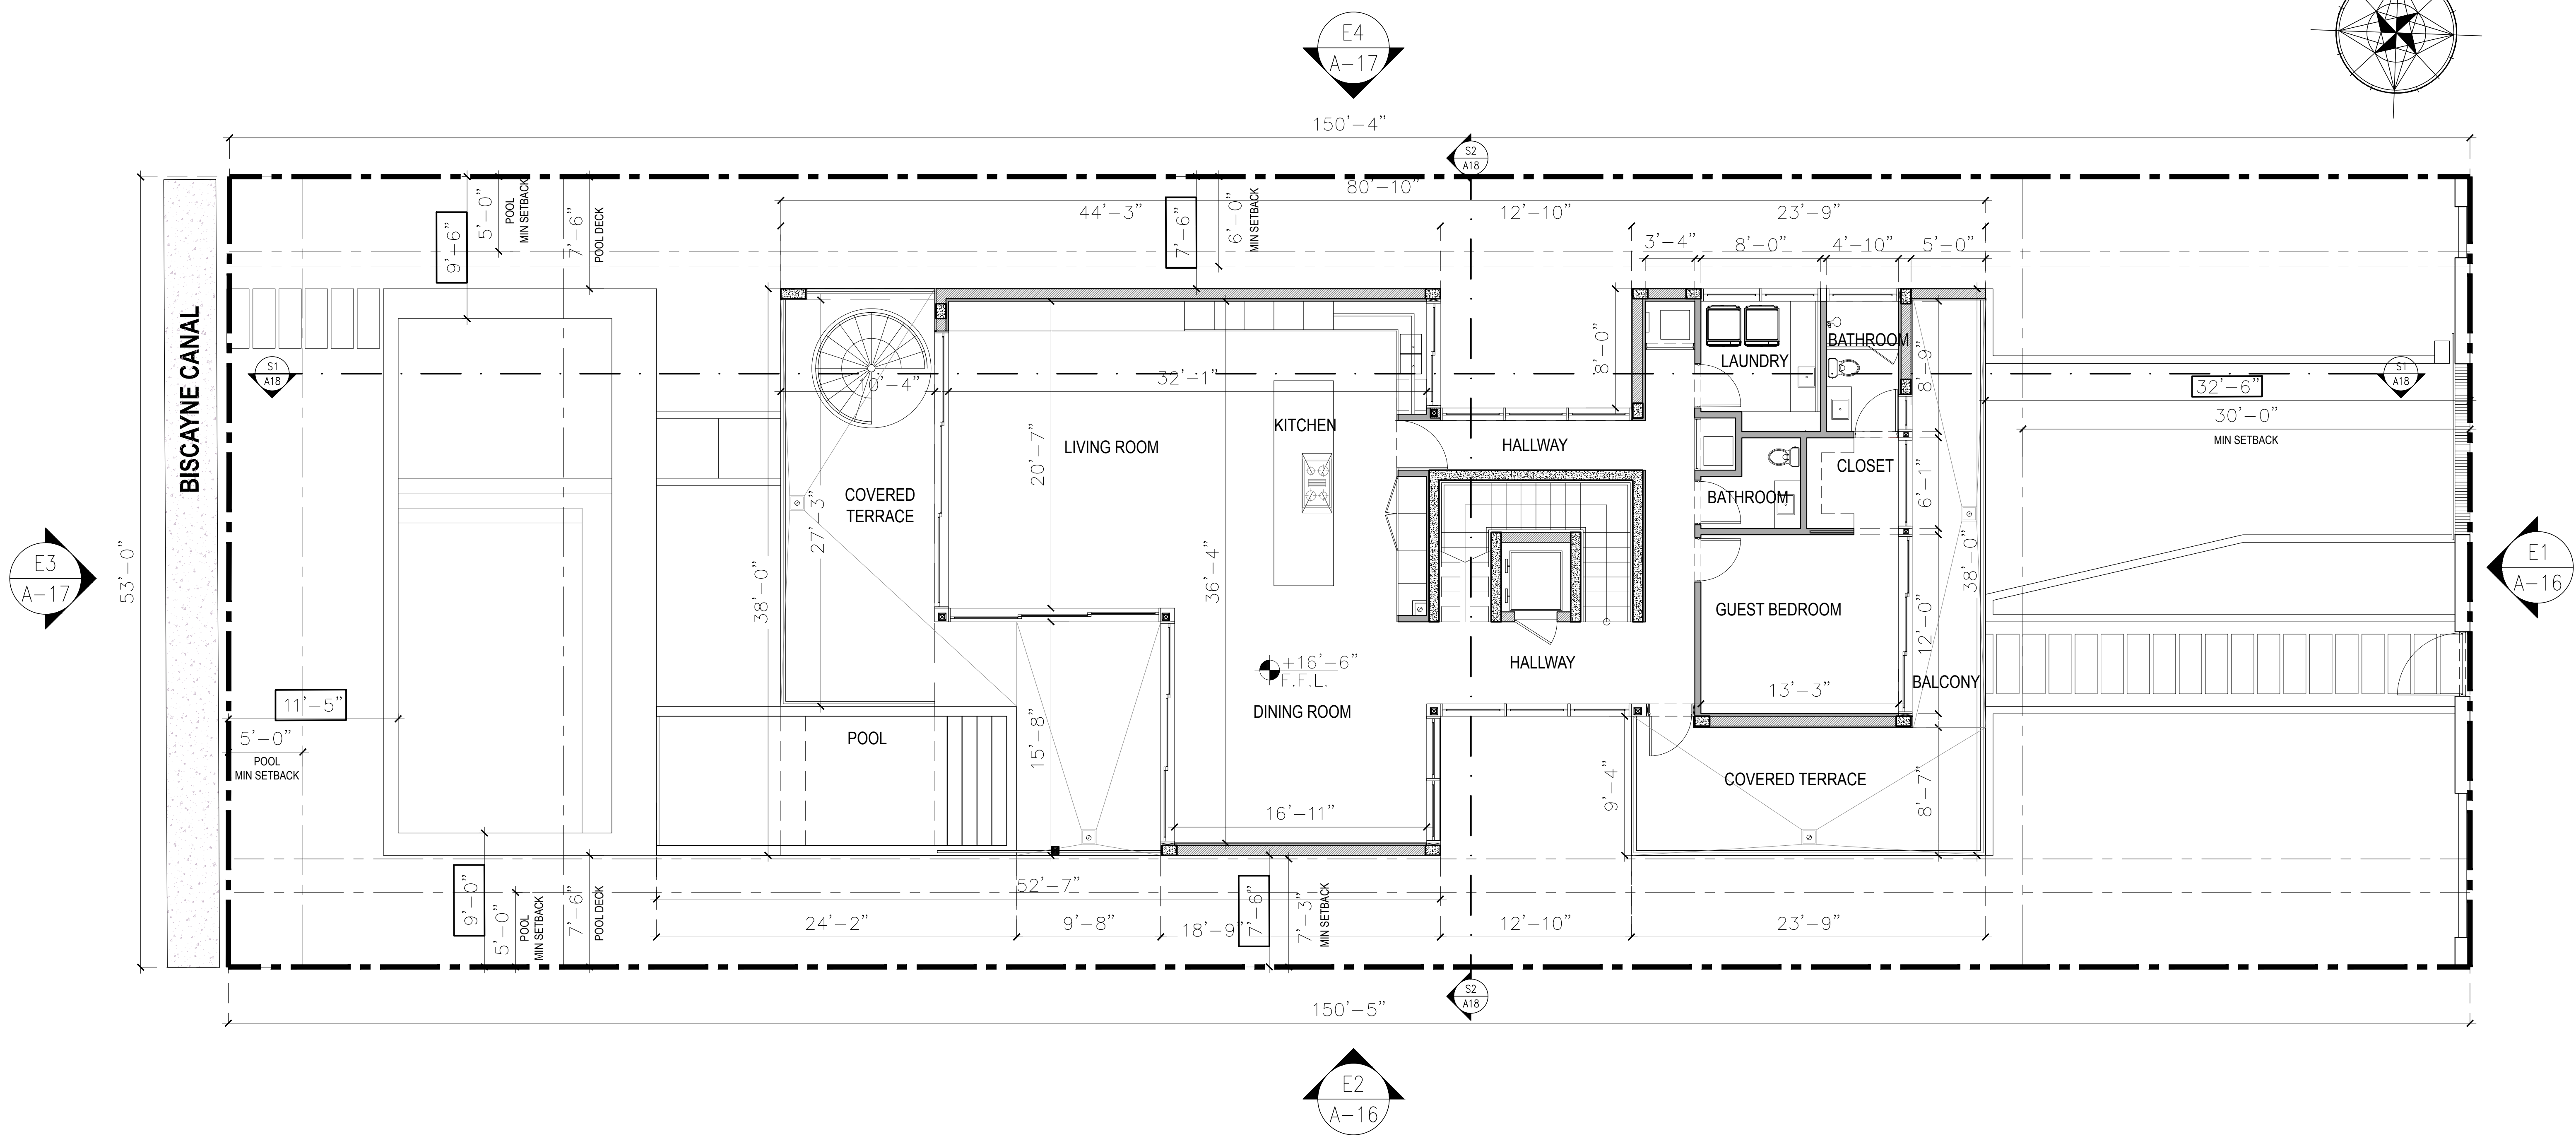 E4
A-17
150'-4"
S2
A18
80'-10"
44'-3"
12'-10"
23'-9"
3'-4"
8'-0"
4'-10"
5'-0"
9'-6"
5'-0"
POOL
MIN SETBACK
7'-6"
POOL DECK
7'-6"
6'-0"
MIN SETBACK
BISCAYNE CANAL
53'-0"
E3
A-17
S1
A18
10'-4"
32'-1"
8'-0"
LAUNDRY
BATHROOM
8'-9"
S1
A18
32'-6"
30'-0"
MIN SETBACK
LIVING ROOM
KITCHEN
HALLWAY
20'-7"
COVERED
TERRACE
27'-3"
38'-0"
36'-4"
BATHROOM
CLOSET
6'-1"
38'-0"
GUEST BEDROOM
12'-0"
E1
A-16
+16'-6"
F.F.L.
HALLWAY
13'-3"
BALCONY
DINING ROOM
11'-5"
5'-0"
POOL
MIN SETBACK
POOL
15'-8"
9'-4"
COVERED TERRACE
8'-7"
16'-11"
9'-0"
5'-0"
POOL
MIN SETBACK
7'-6"
POOL DECK
52'-7"
24'-2"
9'-8"
18'-9"
7'-6"
7'-3"
MIN SETBACK
12'-10"
23'-9"
S2
A18
150'-5"
E2
A-16